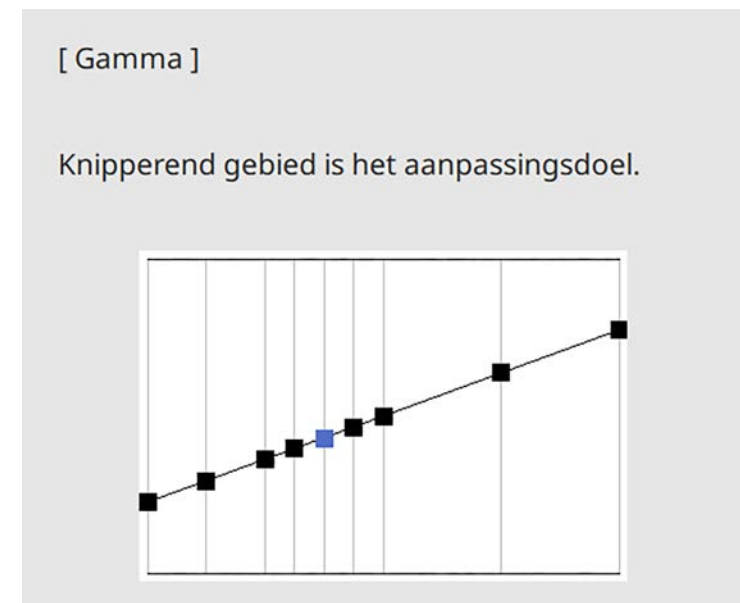 [ Gamma ]
Knipperend gebied is het aanpassingsdoel.